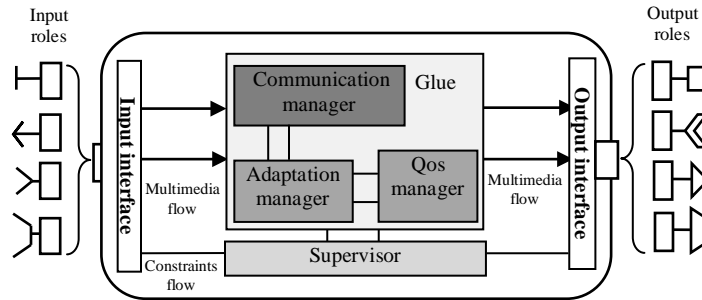 Input
roles
Output
roles
Input interface
Communication
manager
Glue
Adaptation
manager
Qos
manager
Multimedia
flow
Multimedia
flow
Output interface
Supervisor
Constraints
flow